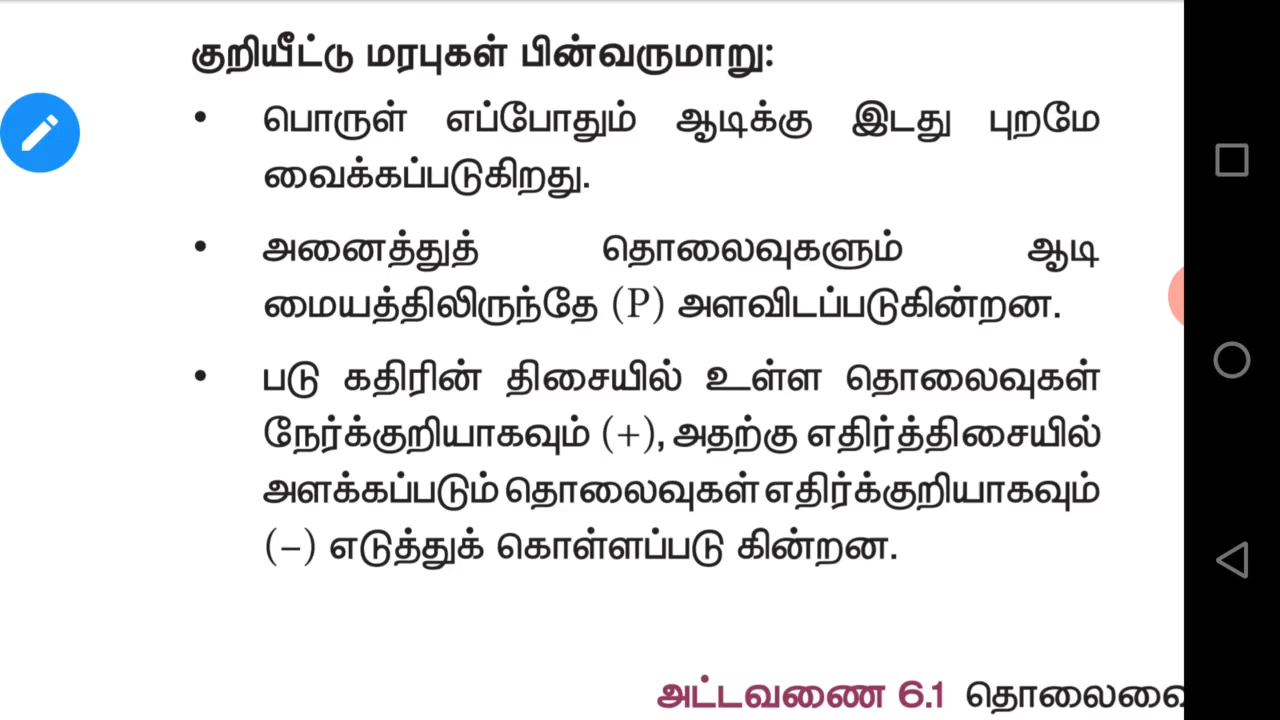 குறியீட்டு மரபுகள் பின்வருமாறு:
• பொருள் எப்போதும் ஆடிக்கு இடது புறமே
வைக்கப்படுகிறது.
• அனைத்துத் தொலைவுகளும் ஆடி
மையத்திலிருந்தே (P) அளவிடப்படுகின்றன.
• படு கதிரின் திசையில் உள்ள தொலைவுகள்
நேர்க்குறியாகவும் (+), அதற்கு எதிர்த்திசையில்
அளக்கப்படும் தொலைவுகள் எதிர்க்குறியாகவும்
(–) எடுத்துக் கொள்ளப்படு கின்றன.
அட்டவணை 6.1